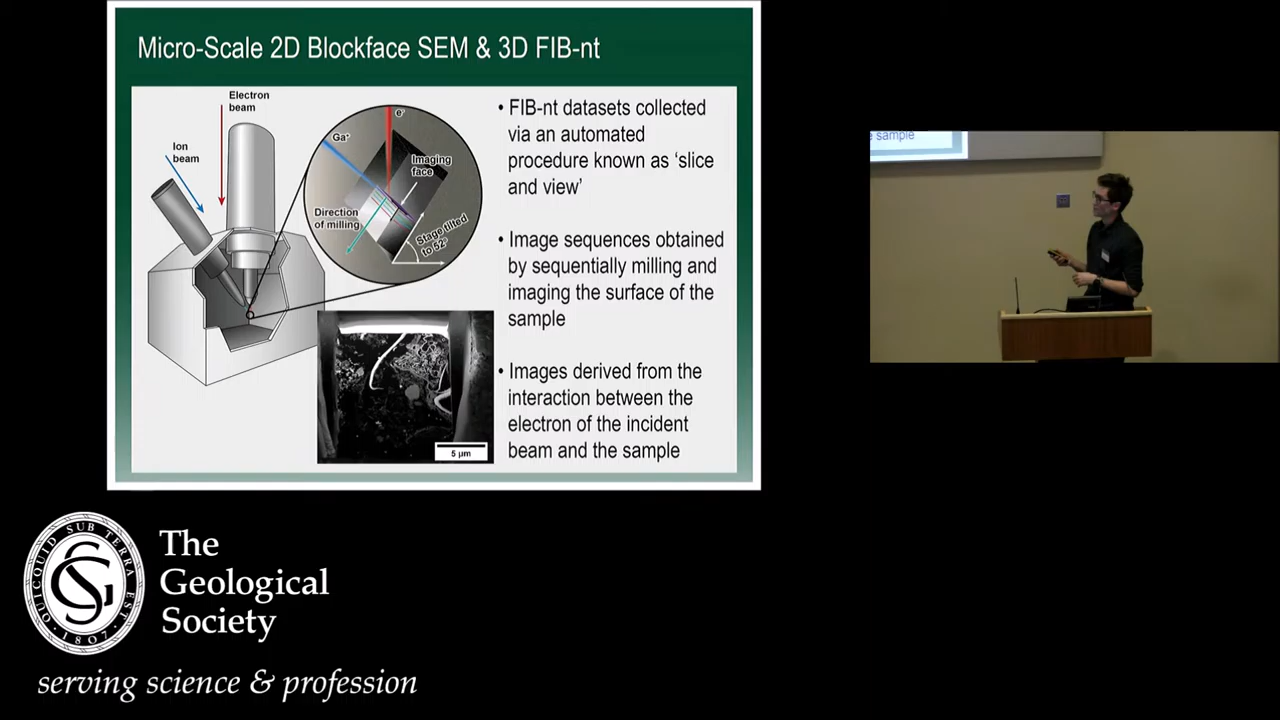 Micro-Scale 2D Blockface SEM & 3D FIB-nt
Electron
beam
Ion
beam
Ga⁺
e⁻
Imaging
face
Direction
of milling
Stage tilted
to 52°
5 µm
• FIB-nt datasets collected
via an automated
procedure known as ‘slice
and view’
• Image sequences obtained
by sequentially milling and
imaging the surface of the
sample
• Images derived from the
interaction between the
electron of the incident
beam and the sample
e sample
QUICQUID SUB TERRA EST
1807
The
Geological
Society
serving science & profession